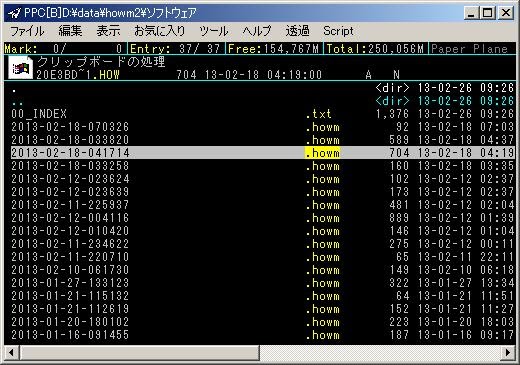 PPC[B]D:¥data¥howm2¥ソフトウェア
ファイル 編集 表示 お気に入り ツール ヘルプ 透過 Script
Mark: 0/ 0 Entry: 37/ 37 Free:154,767M Total:250,056M Paper Plane
クリップボードの処理
20E3BD~1.HOW 704 13-02-18 04:19:00 A N
. <dir> 13-02-26 09:26
.. <dir> 13-02-26 09:26
00_INDEX .txt 1,376 13-02-26 09:26
2013-02-18-070326 .howm 92 13-02-18 07:03
2013-02-18-033820 .howm 589 13-02-18 04:37
2013-02-18-041714 .howm 704 13-02-18 04:19
2013-02-18-033258 .howm 160 13-02-18 03:35
2013-02-12-023624 .howm 102 13-02-12 02:37
2013-02-12-023639 .howm 173 13-02-12 02:37
2013-02-11-225937 .howm 481 13-02-12 02:04
2013-02-12-004116 .howm 889 13-02-12 01:39
2013-02-12-010420 .howm 146 13-02-12 01:04
2013-02-11-234622 .howm 275 13-02-12 00:11
2013-02-11-220710 .howm 65 13-02-11 22:11
2013-02-10-061730 .howm 149 13-02-10 06:18
2013-01-27-133123 .howm 322 13-01-27 13:34
2013-01-21-115132 .howm 64 13-01-21 11:51
2013-01-21-112619 .howm 152 13-01-21 11:27
2013-01-20-180102 .howm 223 13-01-20 18:03
2013-01-16-091455 .howm 187 13-01-16 09:17